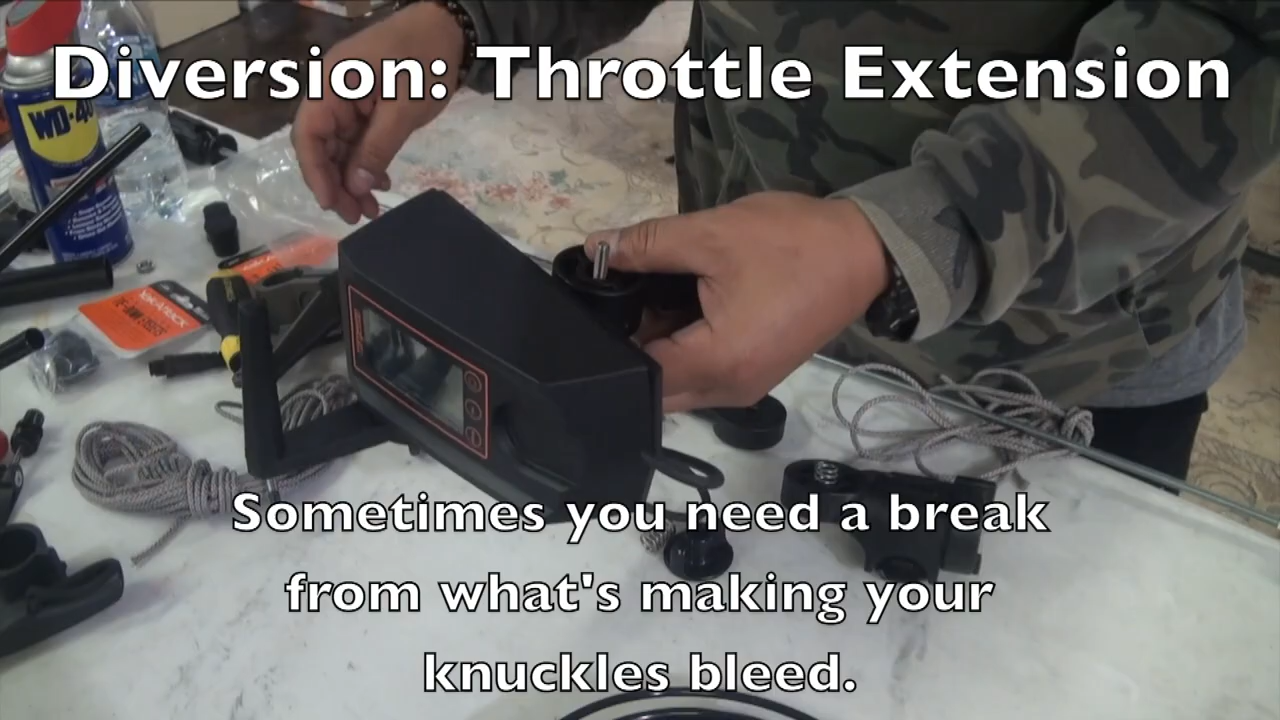 Diversion: Throttle Extension
WD-40
Sometimes you need a break
from what's making your
knuckles bleed.